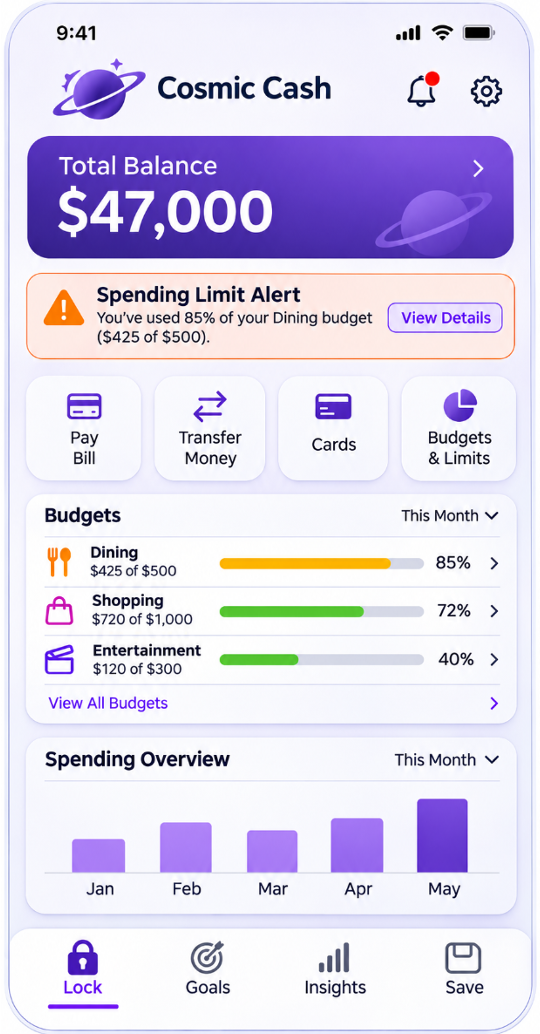 9:41
Cosmic Cash
Total Balance
$47,000
Spending Limit Alert
You've used 85% of your Dining budget
($425 of $500).
View Details
Pay
Bill
Transfer
Money
Cards
Budgets
& Limits
Budgets
This Month
Dining
$425 of $500
85%
Shopping
$720 of $1,000
72%
Entertainment
$120 of $300
40%
View All Budgets
Spending Overview
This Month
Jan
Feb
Mar
Apr
May
Lock
Goals
Insights
Save